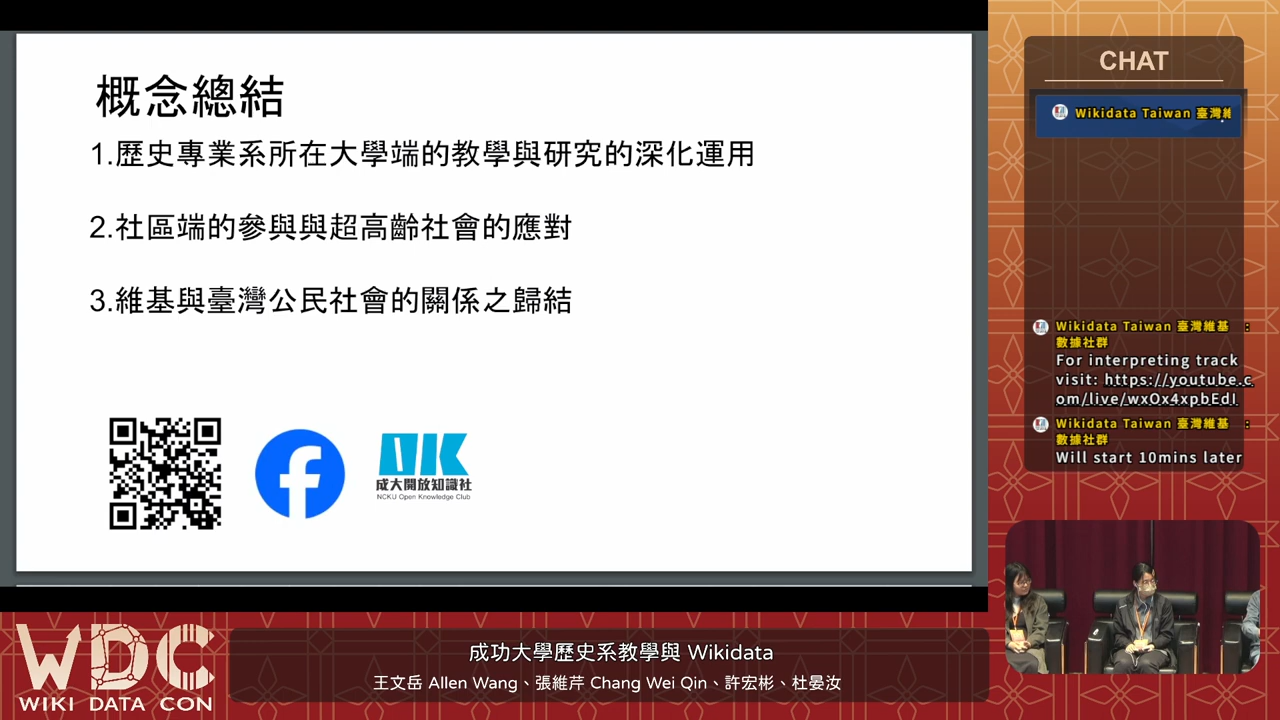 概念總結
1.歷史專業系所在大學端的教學與研究的深化運用
2.社區端的參與與超高齡社會的應對
3.維基與臺灣公民社會的關係之歸結
OK
成大開放知識社
NCKU Open Knowledge Club
CHAT
Wikidata Taiwan 臺灣維
Wikidata Taiwan 臺灣維基 :
數據社群
For interpreting track
visit: https://youtube.c
om/live/wxOx4xpbEdI
Wikidata Taiwan 臺灣維基 :
數據社群
Will start 10mins later
WDC
WIKI DATA CON
成功大學歷史系教學與 Wikidata
王文岳 Allen Wang、張維芹 Chang Wei Qin、許宏彬、杜晏汝